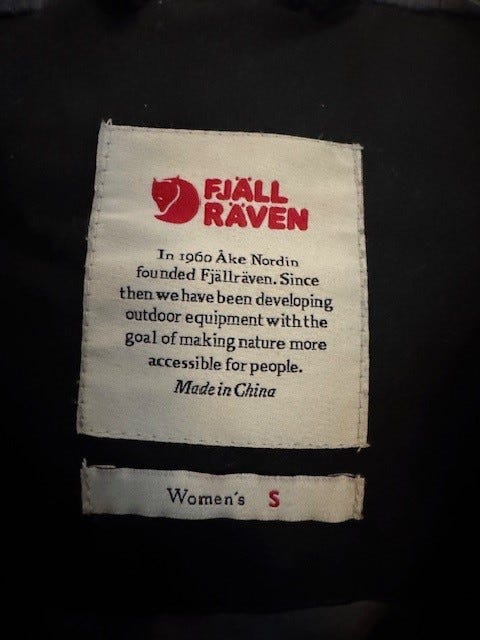 FJÄLL
RÄVEN
In 1960 Åke Nordin
founded Fjällräven. Since
then we have been developing
outdoor equipment with the
goal of making nature more
accessible for people.
Made in China
Women's S